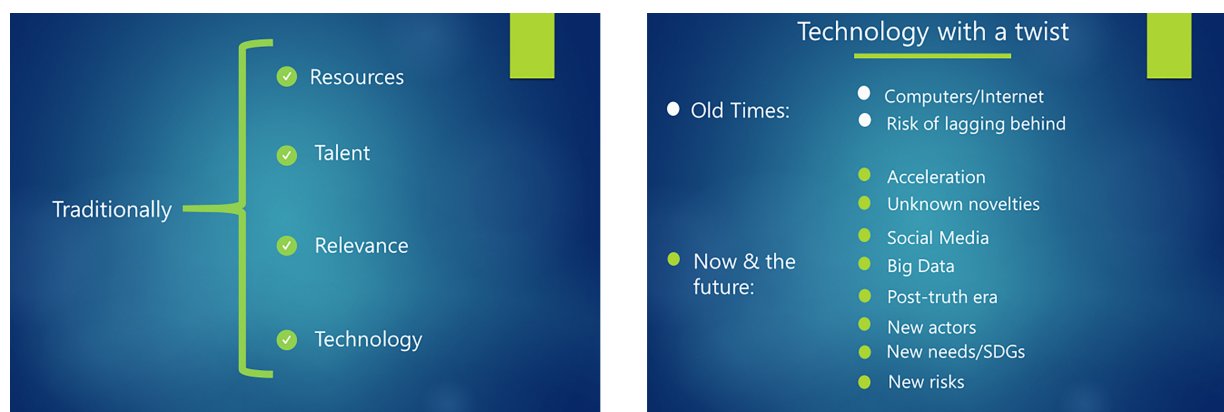 Traditionally
Resources
Talent
Relevance
Technology
Technology with a twist
Old Times:
Computers/Internet
Risk of lagging behind
Now & the
future:
Acceleration
Unknown novelties
Social Media
Big Data
Post-truth era
New actors
New needs/SDGs
New risks